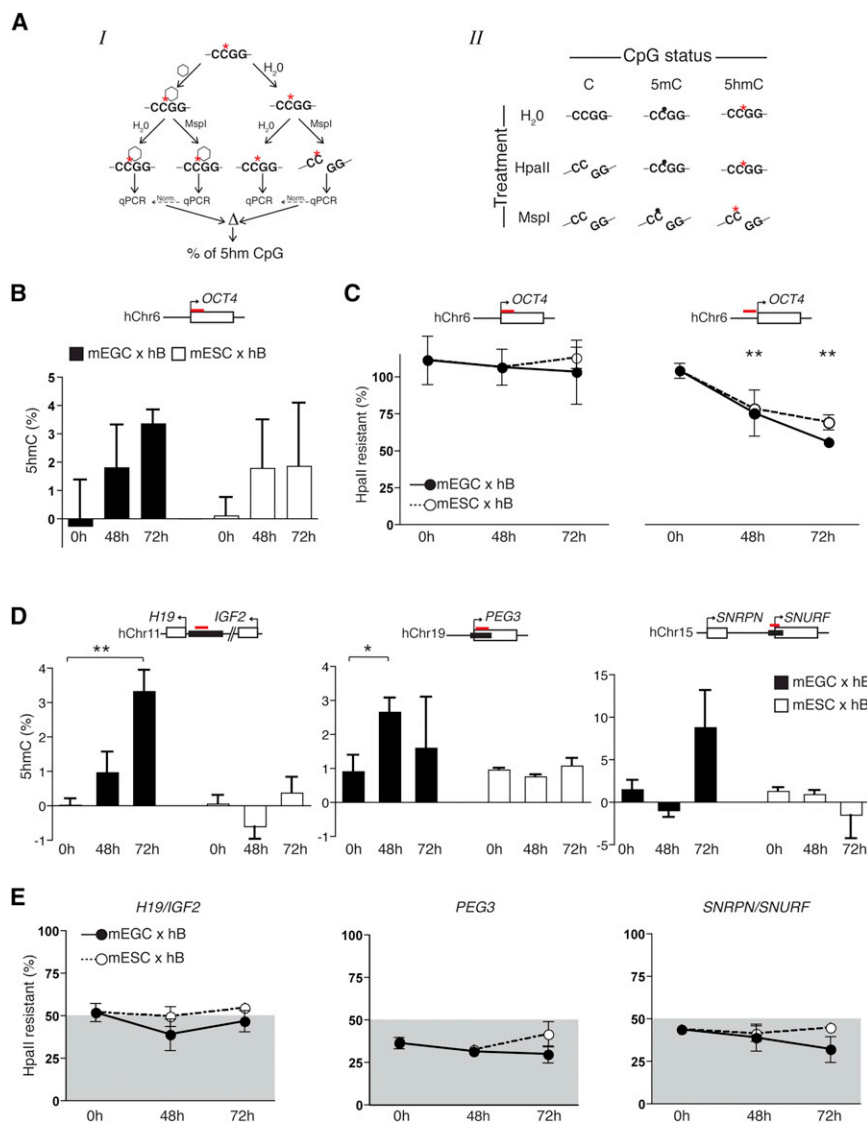 A
I
CCGG
H20
CCGG
CCGG
H20
MspI
H20
MspI
CCGG
CCGG
CCGG
CC GG
qPCR
Norm.
qPCR
qPCR
Norm.
qPCR
Δ
% of 5hm CpG
II
CpG status
C
5mC
5hmC
Treatment
H20
CCGG
CCGG
CCGG
HpaII
CC GG
CCGG
CCGG
MspI
CC GG
CC GG
CC GG
B
OCT4
hChr6
mEGC x hB
mESC x hB
5hmC (%)
5
4
3
2
1
0
0h
48h
72h
0h
48h
72h
C
OCT4
hChr6
OCT4
hChr6
HpaII resistant (%)
100
75
50
25
0
mEGC x hB
mESC x hB
0h
48h
72h
**
**
100
75
50
25
0
0h
48h
72h
D
H19
IGF2
hChr11
**
5hmC (%)
4
3
2
1
0
-1
0h
48h
72h
0h
48h
72h
PEG3
hChr19
*
4
3
2
1
0
-1
0h
48h
72h
0h
48h
72h
SNRPN
SNURF
hChr15
mEGC x hB
mESC x hB
15
10
5
0
-5
0h
48h
72h
0h
48h
72h
E
H19/IGF2
mEGC x hB
mESC x hB
HpaII resistant (%)
100
75
50
25
0
0h
48h
72h
PEG3
100
75
50
25
0
0h
48h
72h
SNRPN/SNURF
100
75
50
25
0
0h
48h
72h